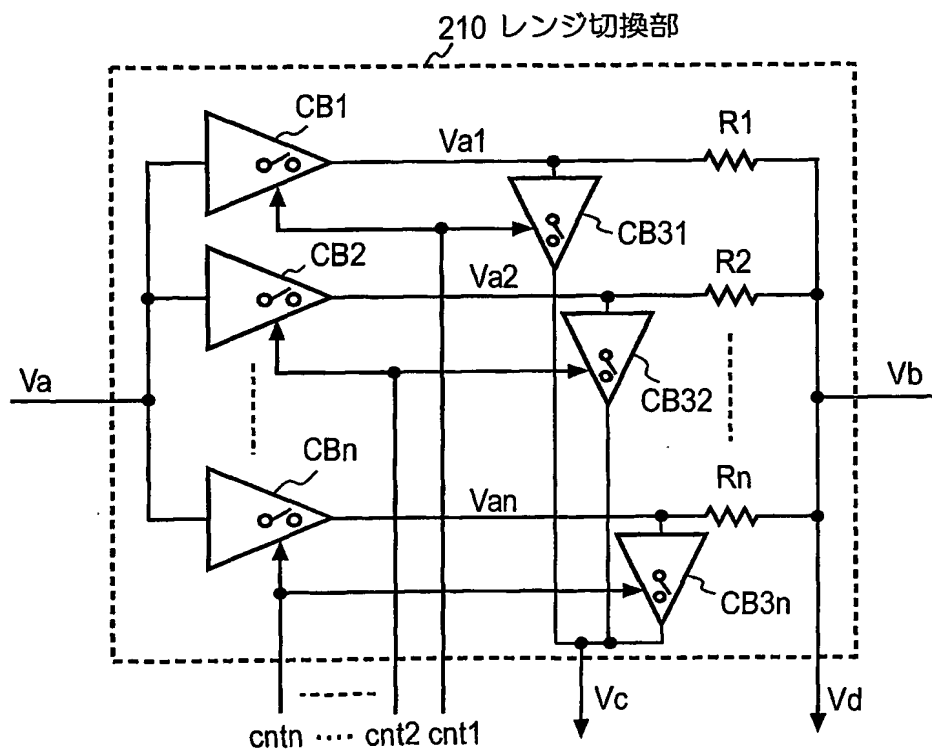 210 レンジ切換部
CB1
Va1
R1
CB31
CB2
Va2
R2
CB32
Va
Vb
CBn
Van
Rn
CB3n
cntn ···· cnt2 cnt1
Vc
Vd